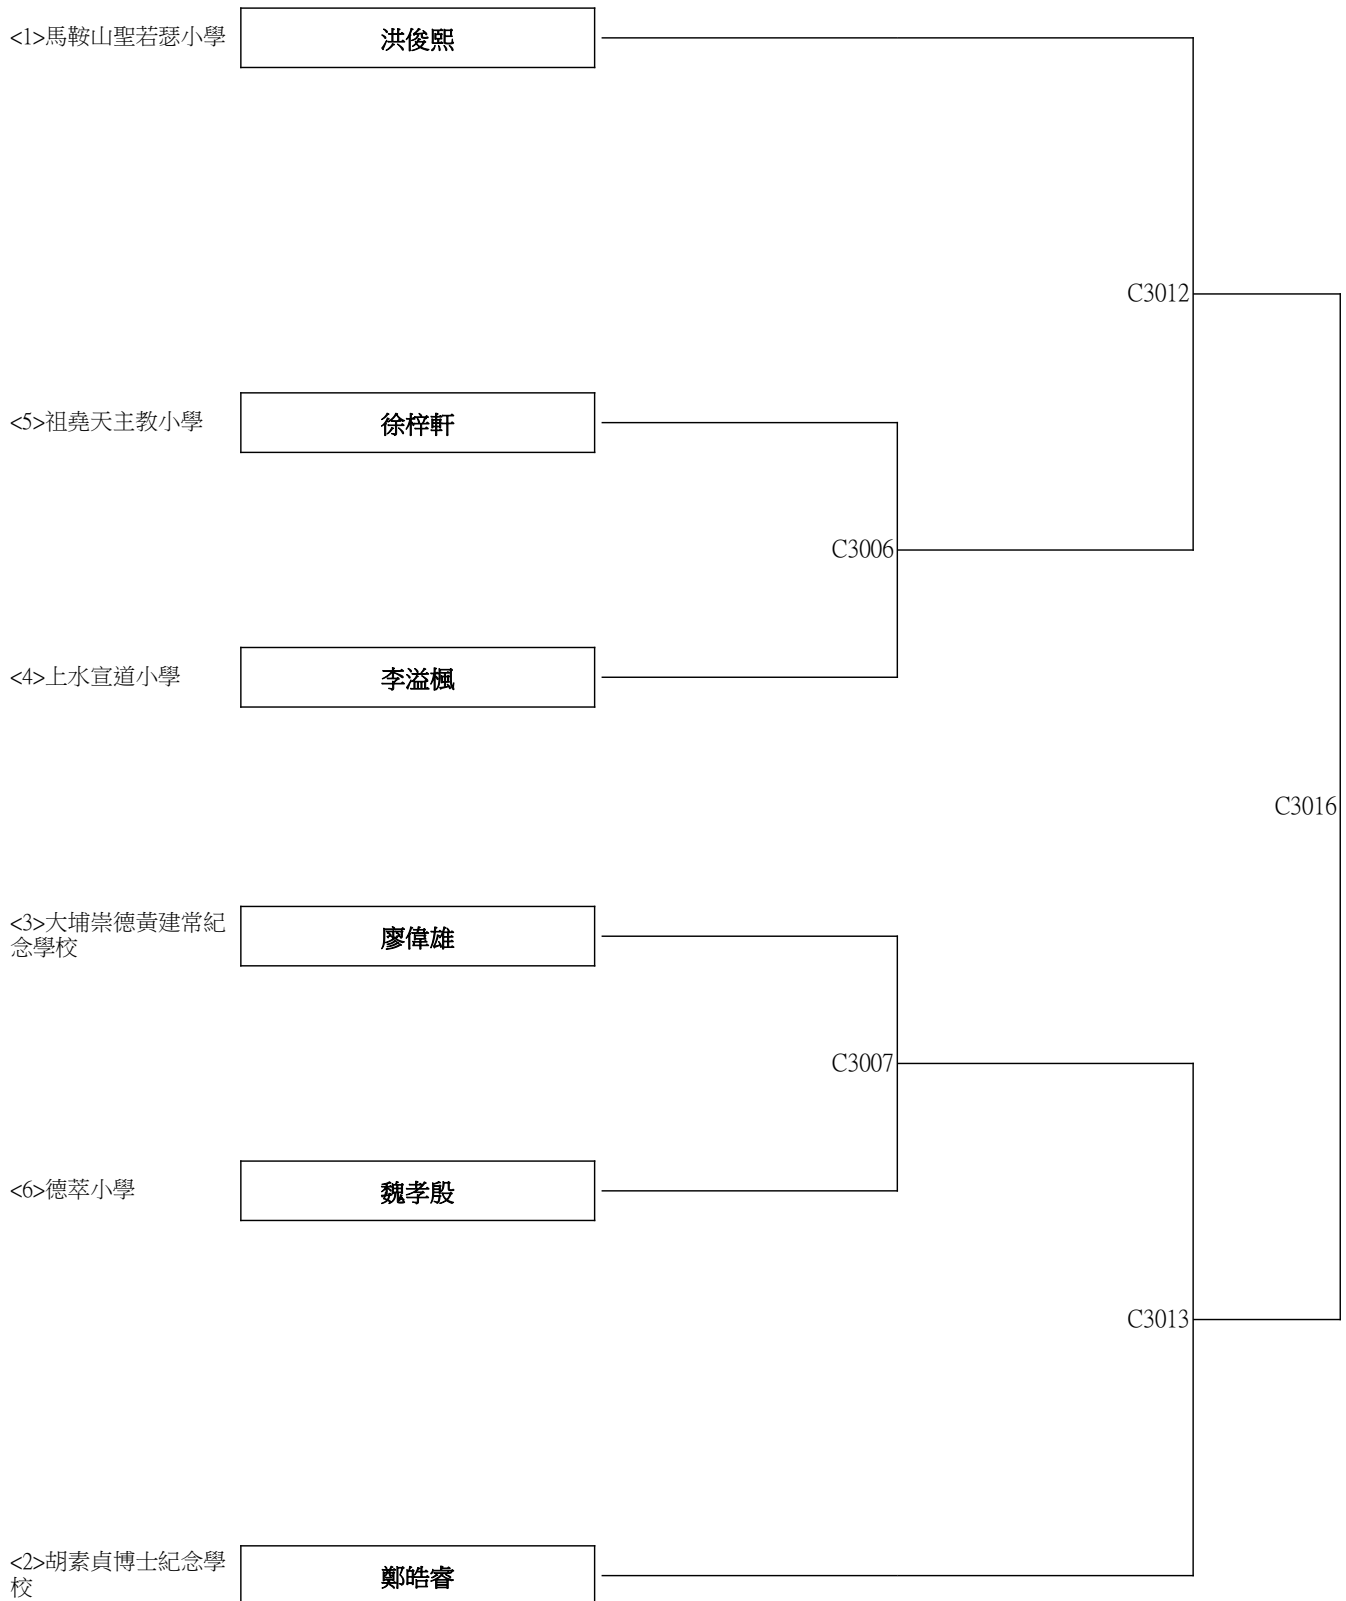 <1>馬鞍山聖若瑟小學
洪俊熙
C3012
<5>祖堯天主教小學
徐梓軒
C3006
<4>上水宣道小學
李溢楓
C3016
<3>大埔崇德黃建常紀
念學校
廖偉雄
C3007
<6>德萃小學
魏孝殷
C3013
<2>胡素貞博士紀念學
校
鄭皓睿